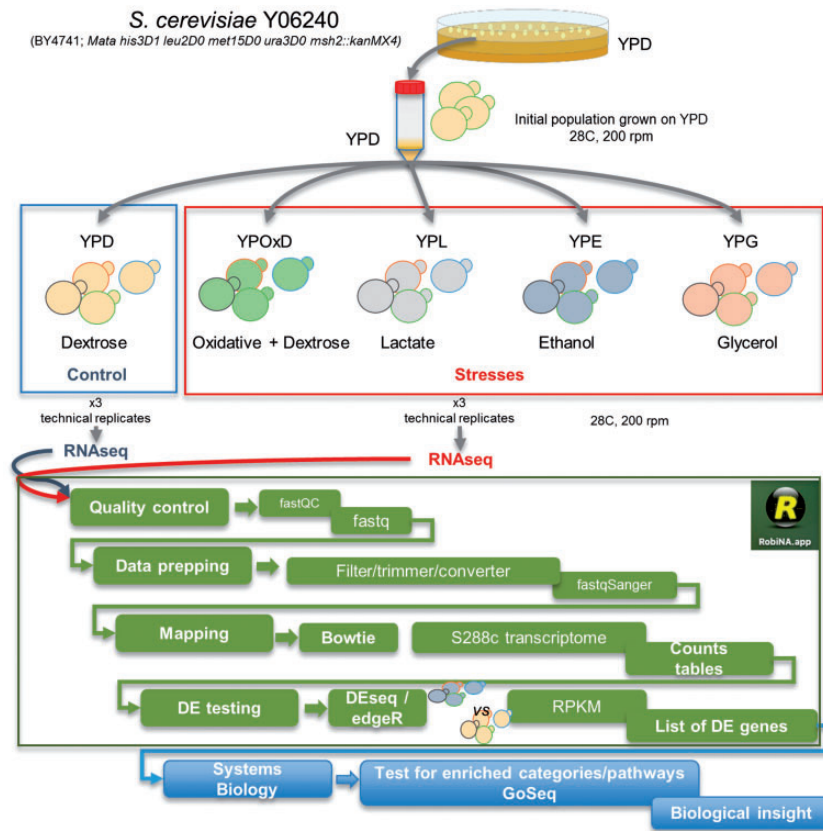 S. cerevisiae Y06240
(BY4741; Mata his3D1 leu2D0 met15D0 ura3D0 msh2::kanMX4)
YPD
YPD
Initial population grown on YPD
28C, 200 rpm
YPD
YPOxD
YPL
YPE
YPG
Dextrose
Oxidative + Dextrose
Lactate
Ethanol
Glycerol
Control
Stresses
x3
technical replicates
x3
technical replicates
28C, 200 rpm
RNAseq
RNAseq
Quality control
fastQC
fastq
R
RobiNA.app
Data prepping
Filter/trimmer/converter
fastqSanger
Mapping
Bowtie
S288c transcriptome
Counts
tables
DE testing
DEseq /
edgeR
VS
RPKM
List of DE genes
Systems
Biology
Test for enriched categories/pathways
GoSeq
Biological insight